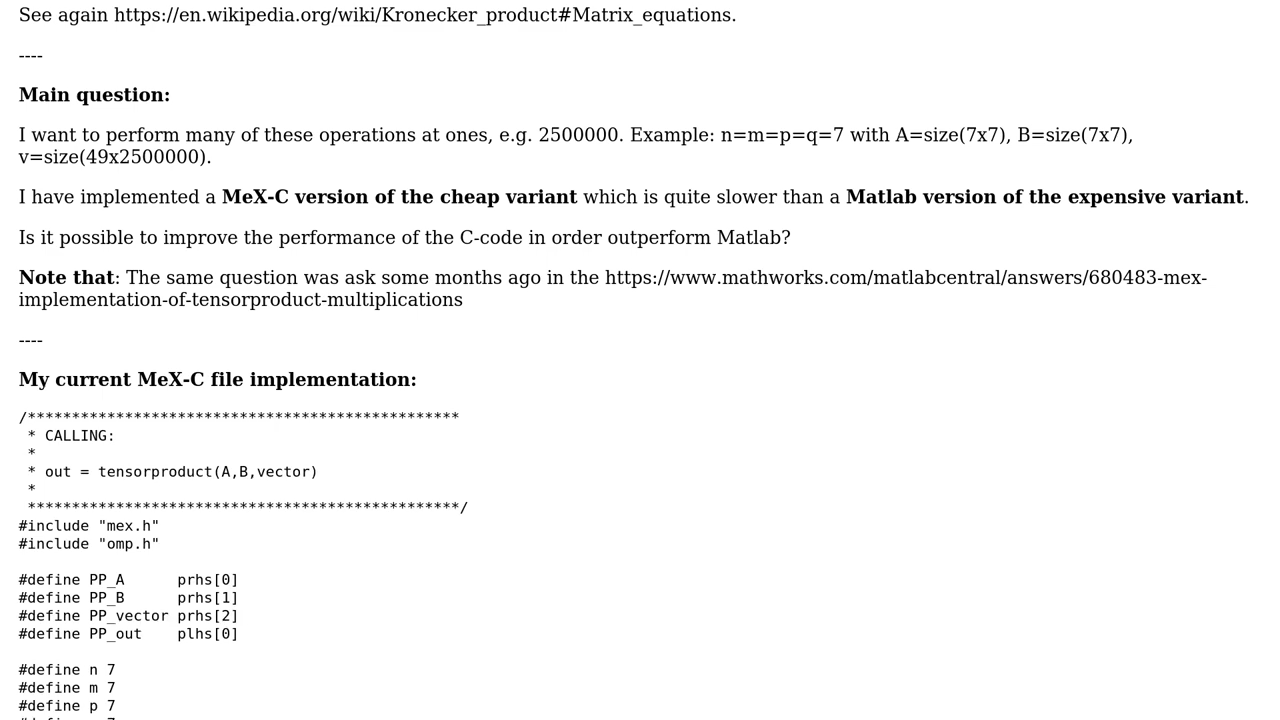 See again https://en.wikipedia.org/wiki/Kronecker_product#Matrix_equations.
----
Main question:
I want to perform many of these operations at ones, e.g. 2500000. Example: n=m=p=q=7 with A=size(7x7), B=size(7x7),
v=size(49x2500000).
I have implemented a MeX-C version of the cheap variant which is quite slower than a Matlab version of the expensive variant.
Is it possible to improve the performance of the C-code in order outperform Matlab?
Note that: The same question was ask some months ago in the https://www.mathworks.com/matlabcentral/answers/680483-mex-
implementation-of-tensorproduct-multiplications
----
My current MeX-C file implementation:
/*************************************************
 * CALLING:
 *
 * out = tensorproduct(A,B,vector)
 *
 *************************************************/
#include "mex.h"
#include "omp.h"
#define PP_A      prhs[0]
#define PP_B      prhs[1]
#define PP_vector prhs[2]
#define PP_out    plhs[0]
#define n 7
#define m 7
#define p 7